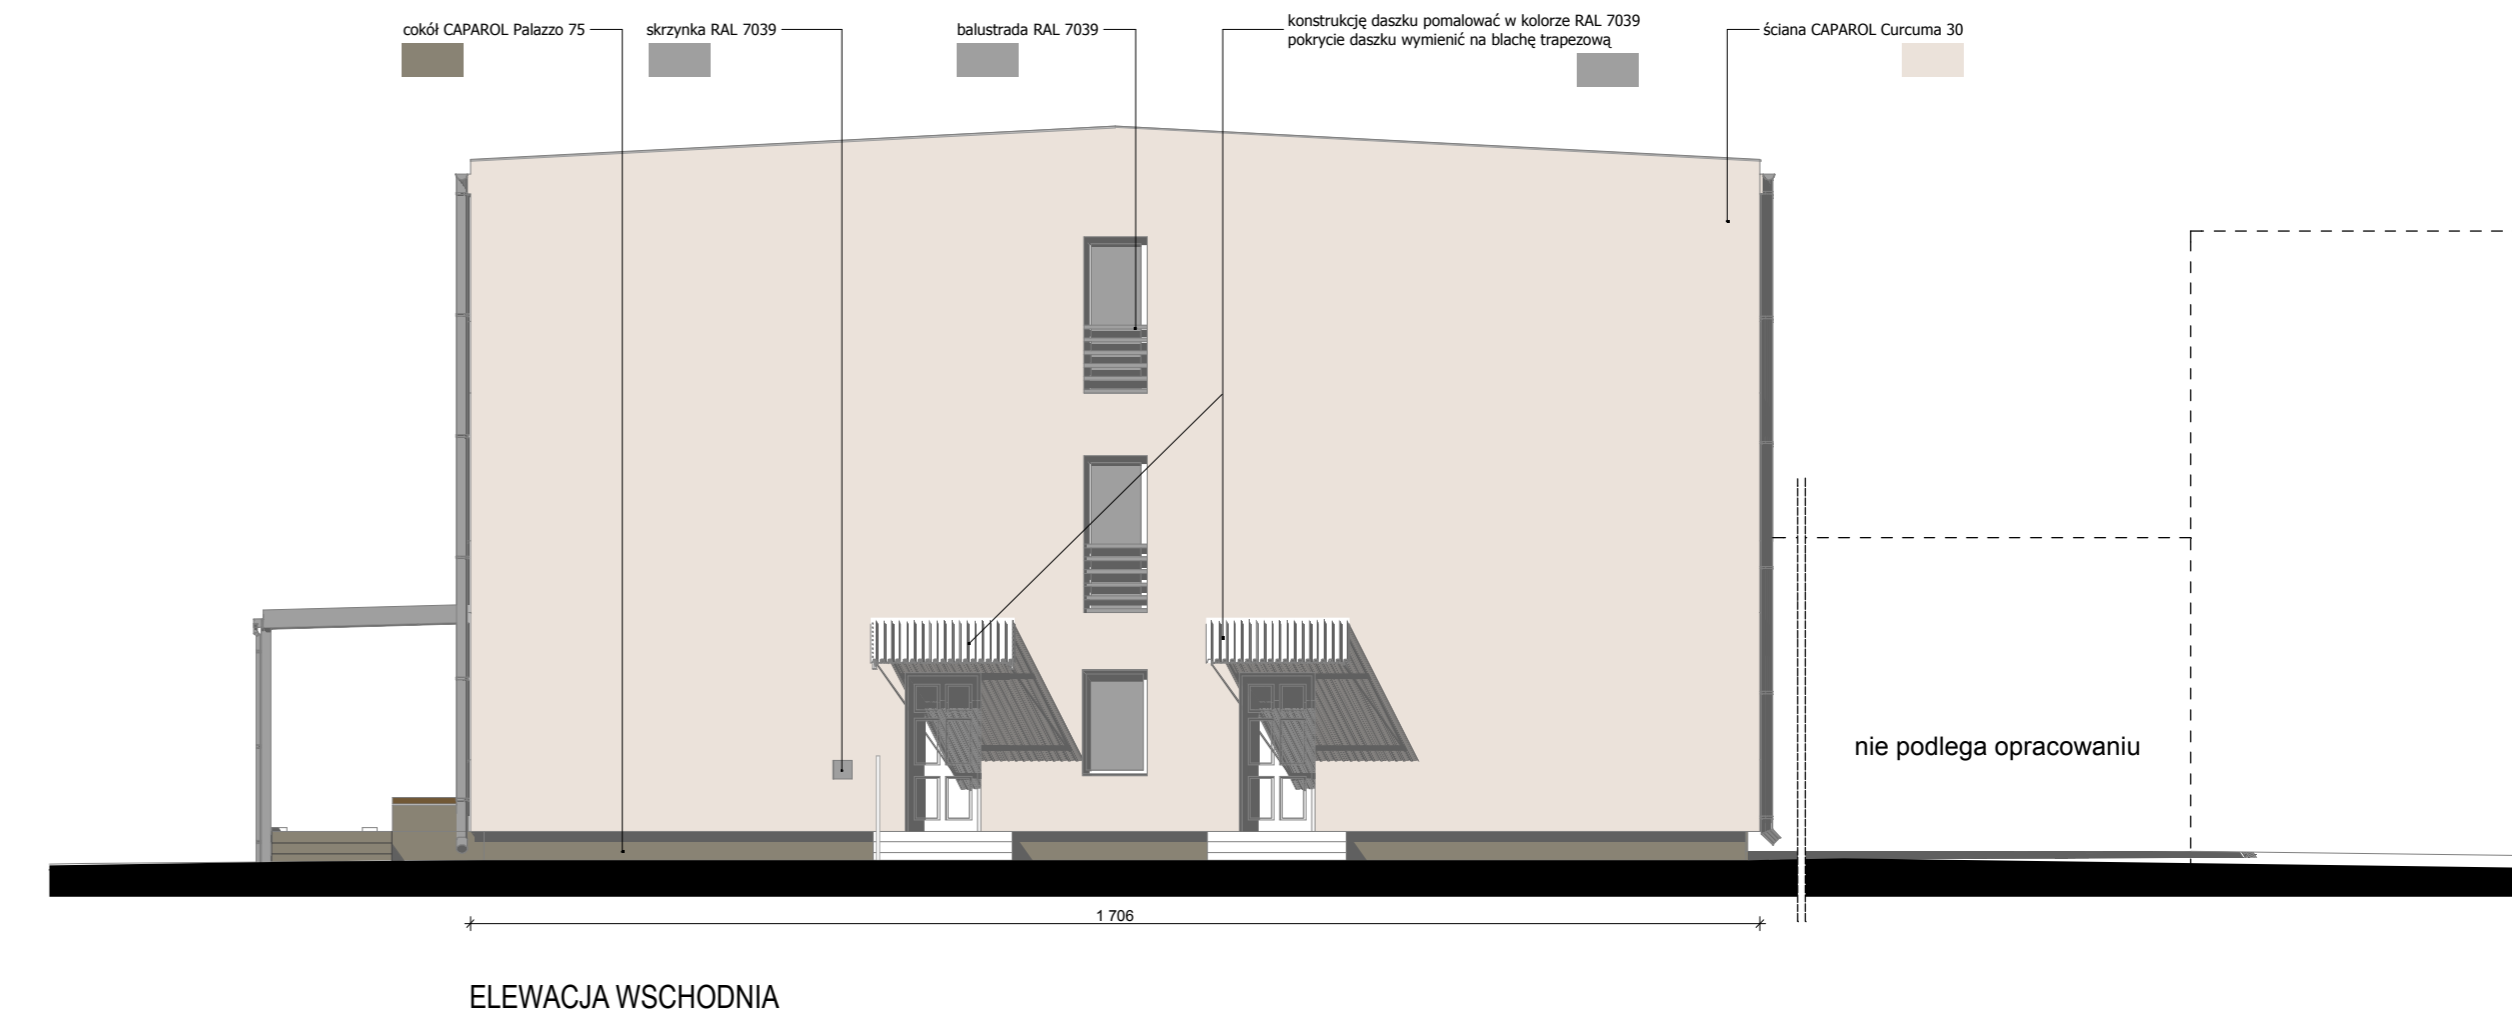 cokół CAPAROL Palazzo 75
skrzynka RAL 7039
balustrada RAL 7039
konstrukcję daszku pomalować w kolorze RAL 7039
pokrycie daszku wymienić na blachę trapezową
ściana CAPAROL Curcuma 30
nie podlega opracowaniu
1 706
ELEWACJA WSCHODNIA